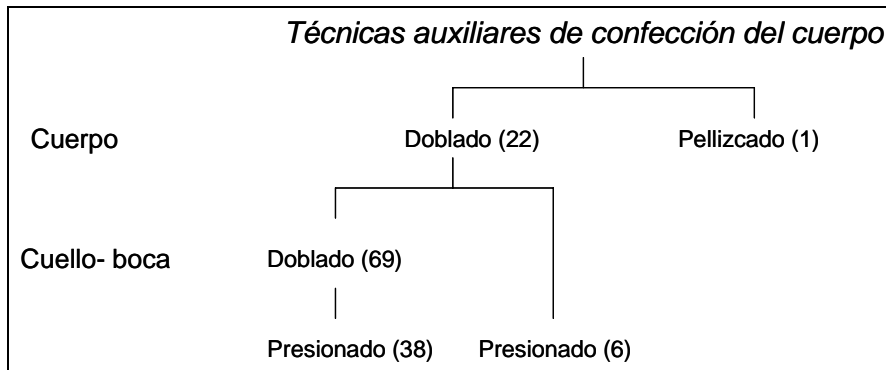 Técnicas auxiliares de confección del cuerpo
Cuerpo Doblado (22) Pellizcado (1)
Cuello- boca Doblado (69)
Presionado (38) Presionado (6)